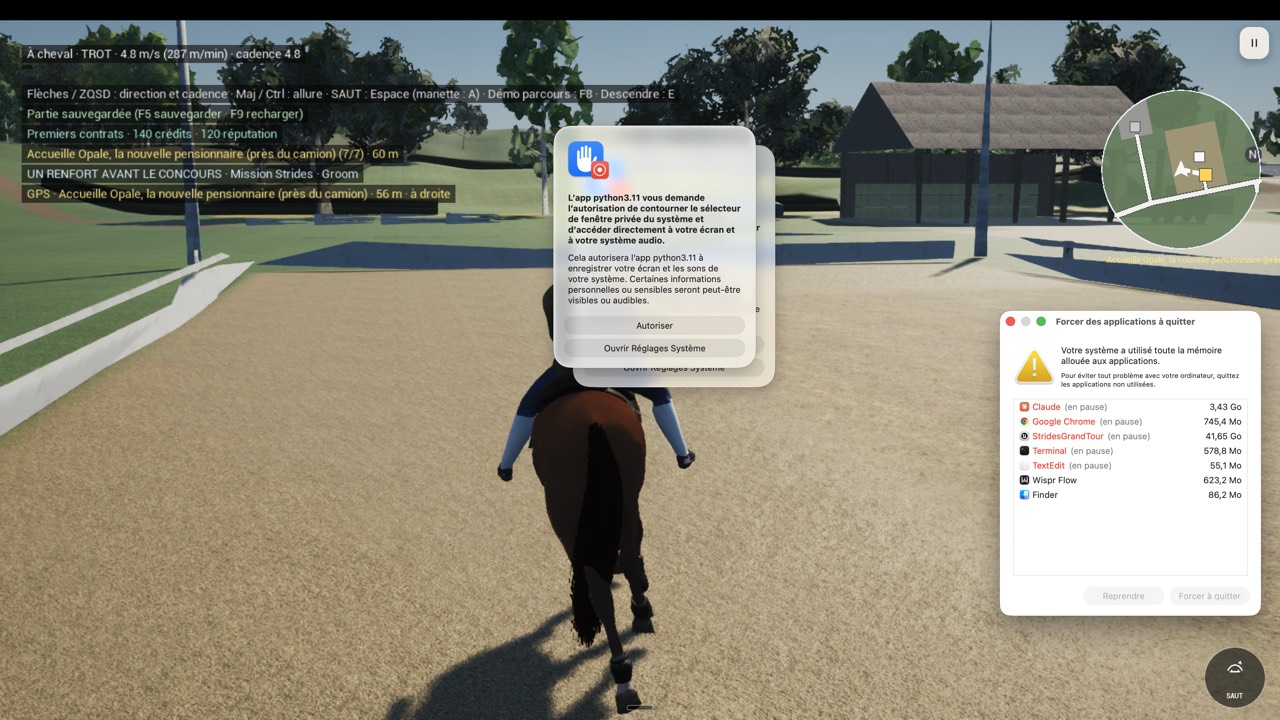 À cheval · TROT · 4.8 m/s (287 m/min) · cadence 4.8
Flèches / ZQSD : direction et cadence · Maj / Ctrl : allure · SAUT : Espace (manette : A) · Démo parcours : F8 · Descendre : E
Partie sauvegardée (F5 sauvegarder · F9 recharger)
Premiers contrats · 140 crédits · 120 réputation
Accueille Opale, la nouvelle pensionnaire (près du camion) (7/7) · 60 m
UN RENFORT AVANT LE CONCOURS · Mission Strides · Groom
GPS · Accueille Opale, la nouvelle pensionnaire (près du camion) · 56 m · à droite
L'app python3.11 vous demande
l'autorisation de contourner le sélecteur
de fenêtre privée du système et
d'accéder directement à votre écran et
à votre système audio.
Cela autorisera l'app python3.11 à
enregistrer votre écran et les sons de
votre système. Certaines informations
personnelles ou sensibles seront peut-être
visibles ou audibles.
Autoriser
Ouvrir Réglages Système
r
e
Ouvrir Réglages Système
N
Accueille Opale, la nouvelle pensionnaire (prè
Forcer des applications à quitter
Votre système a utilisé toute la mémoire
allouée aux applications.
Pour éviter tout problème avec votre ordinateur, quittez
les applications non utilisées.
Claude (en pause) 3,43 Go
Google Chrome (en pause) 745,4 Mo
StridesGrandTour (en pause) 41,65 Go
Terminal (en pause) 578,8 Mo
TextEdit (en pause) 55,1 Mo
Wispr Flow 623,2 Mo
Finder 86,2 Mo
Reprendre
Forcer à quitter
SAUT